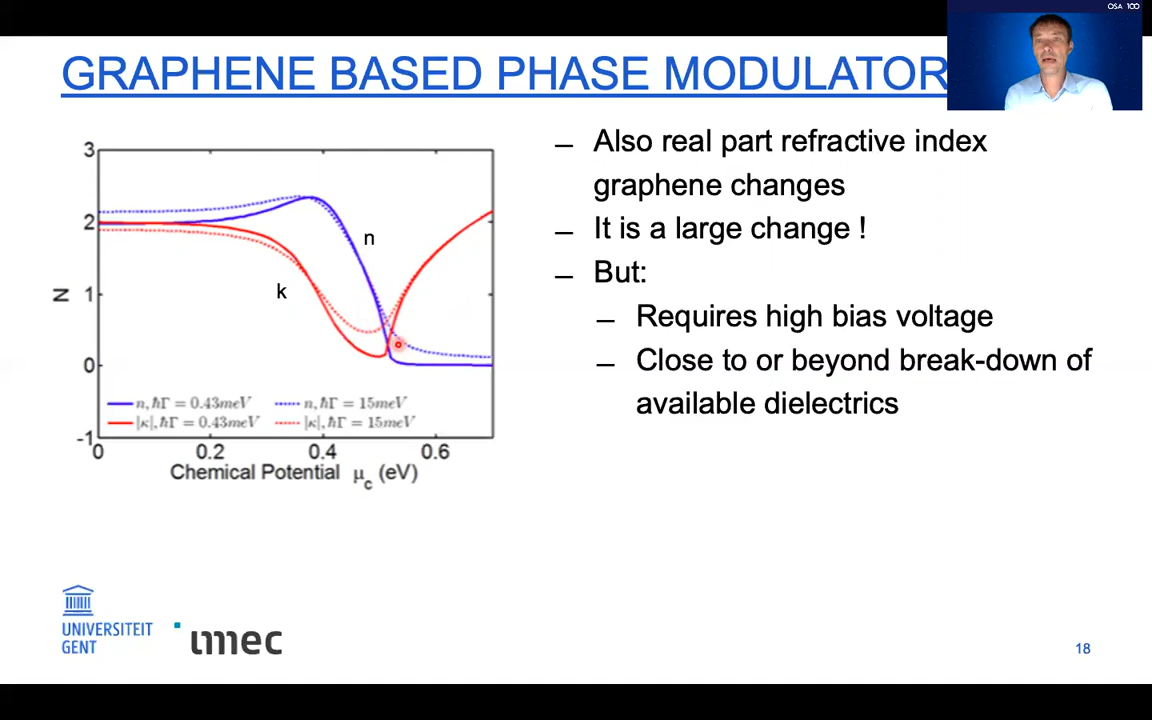 OSA 100
GRAPHENE BASED PHASE MODULATOR
3
2
1
0
-1
N
n
k
n, ħΓ = 0.43meV
n, ħΓ = 15meV
|κ|, ħΓ = 0.43meV
|κ|, ħΓ = 15meV
0
0.2
0.4
0.6
Chemical Potential μc (eV)
– Also real part refractive index
graphene changes
– It is a large change !
– But:
– Requires high bias voltage
– Close to or beyond break-down of
available dielectrics
UNIVERSITEIT
GENT
imec
18